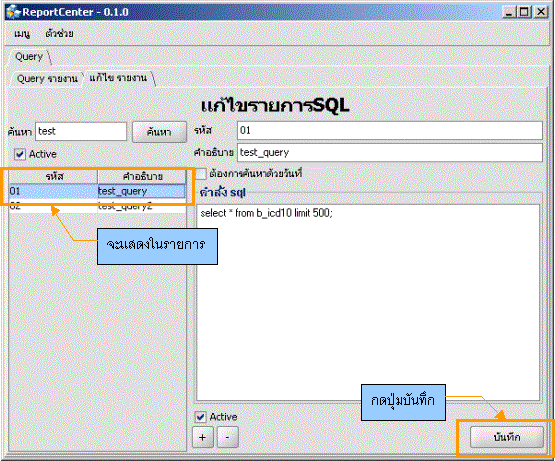 ReportCenter - 0.1.0
เมนู ตัวช่วย
Query
Query รายงาน แก้ไข รายงาน
แก้ไขรายการSQL
ค้นหา test ค้นหา
Active
รหัส คำอธิบาย
01 test_query
02 test_query2
จะแสดงในรายการ
รหัส 01
คำอธิบาย test_query
ต้องการค้นหาด้วยวันที่
คำสั่ง sql
select * from b_icd10 limit 500;
กดปุ่มบันทึก
Active
+ -
บันทึก